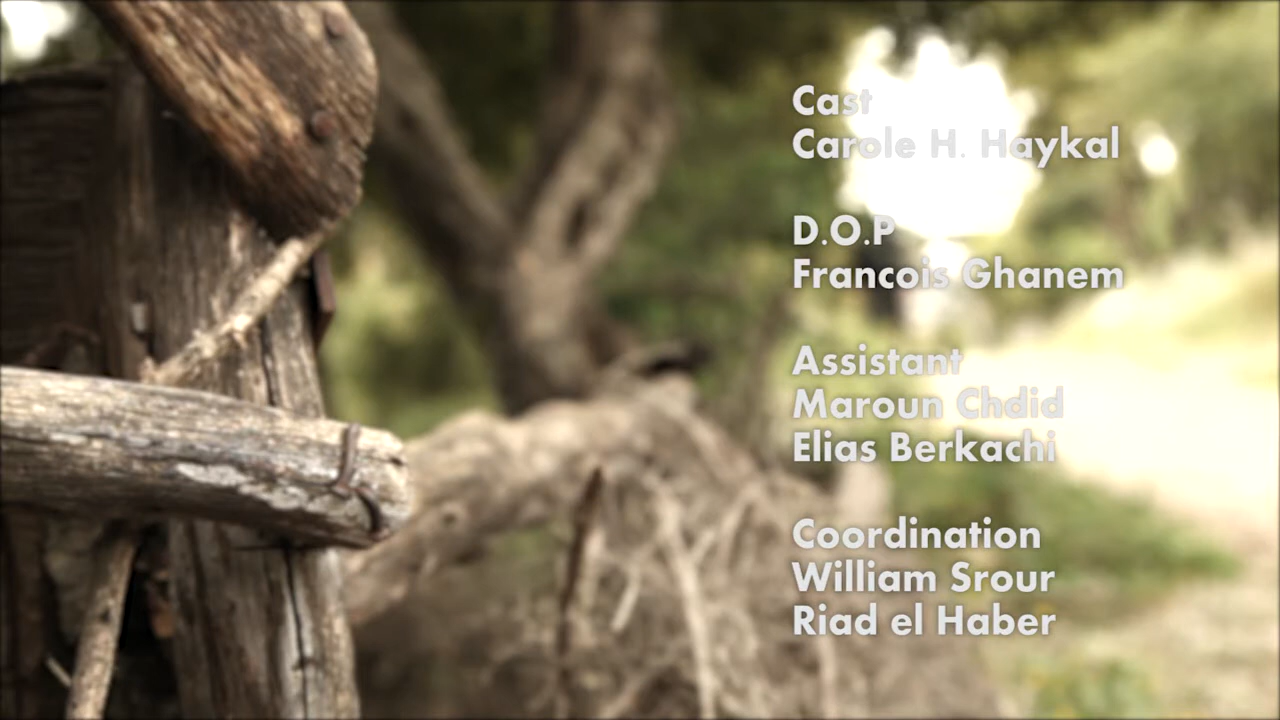 Cast
Carole H. Haykal
D.O.P
Francois Ghanem
Assistant
Maroun Chdid
Elias Berkachi
Coordination
William Srour
Riad el Haber